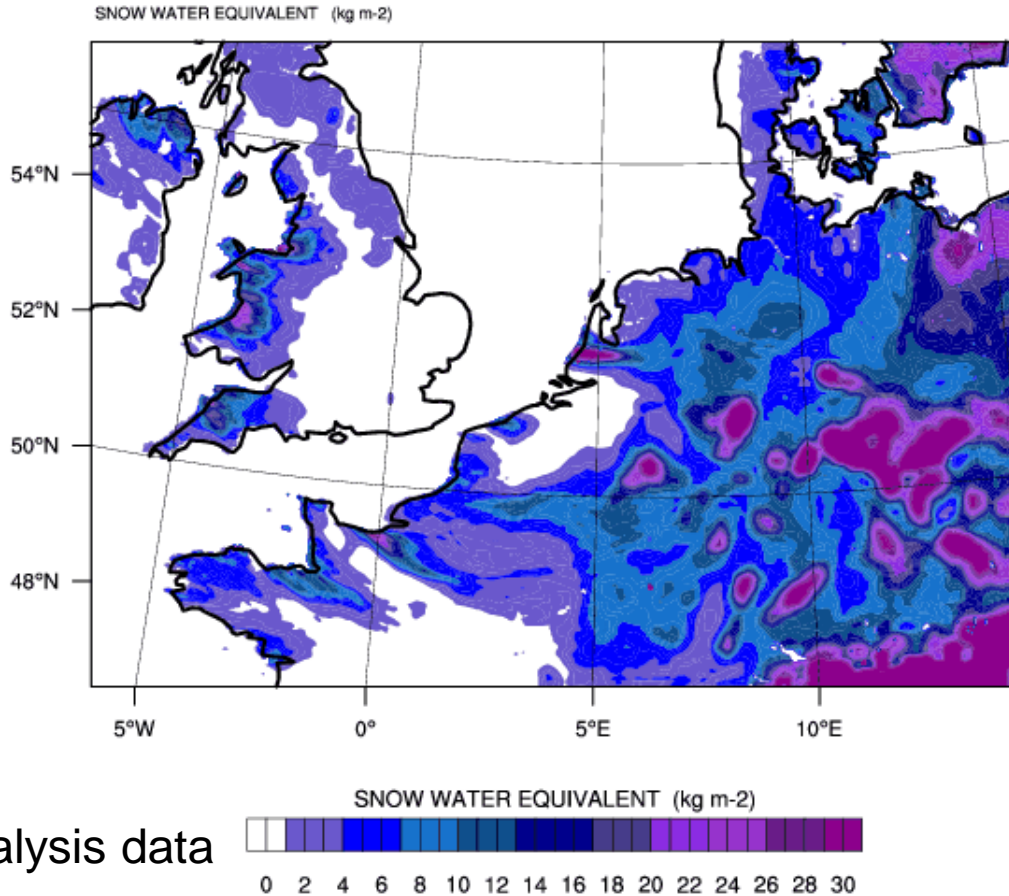 SNOW WATER EQUIVALENT (kg m-2)
54°N
52°N
50°N
48°N
5°W 0° 5°E 10°E
SNOW WATER EQUIVALENT (kg m-2)
alysis data
0 2 4 6 8 10 12 14 16 18 20 22 24 26 28 30